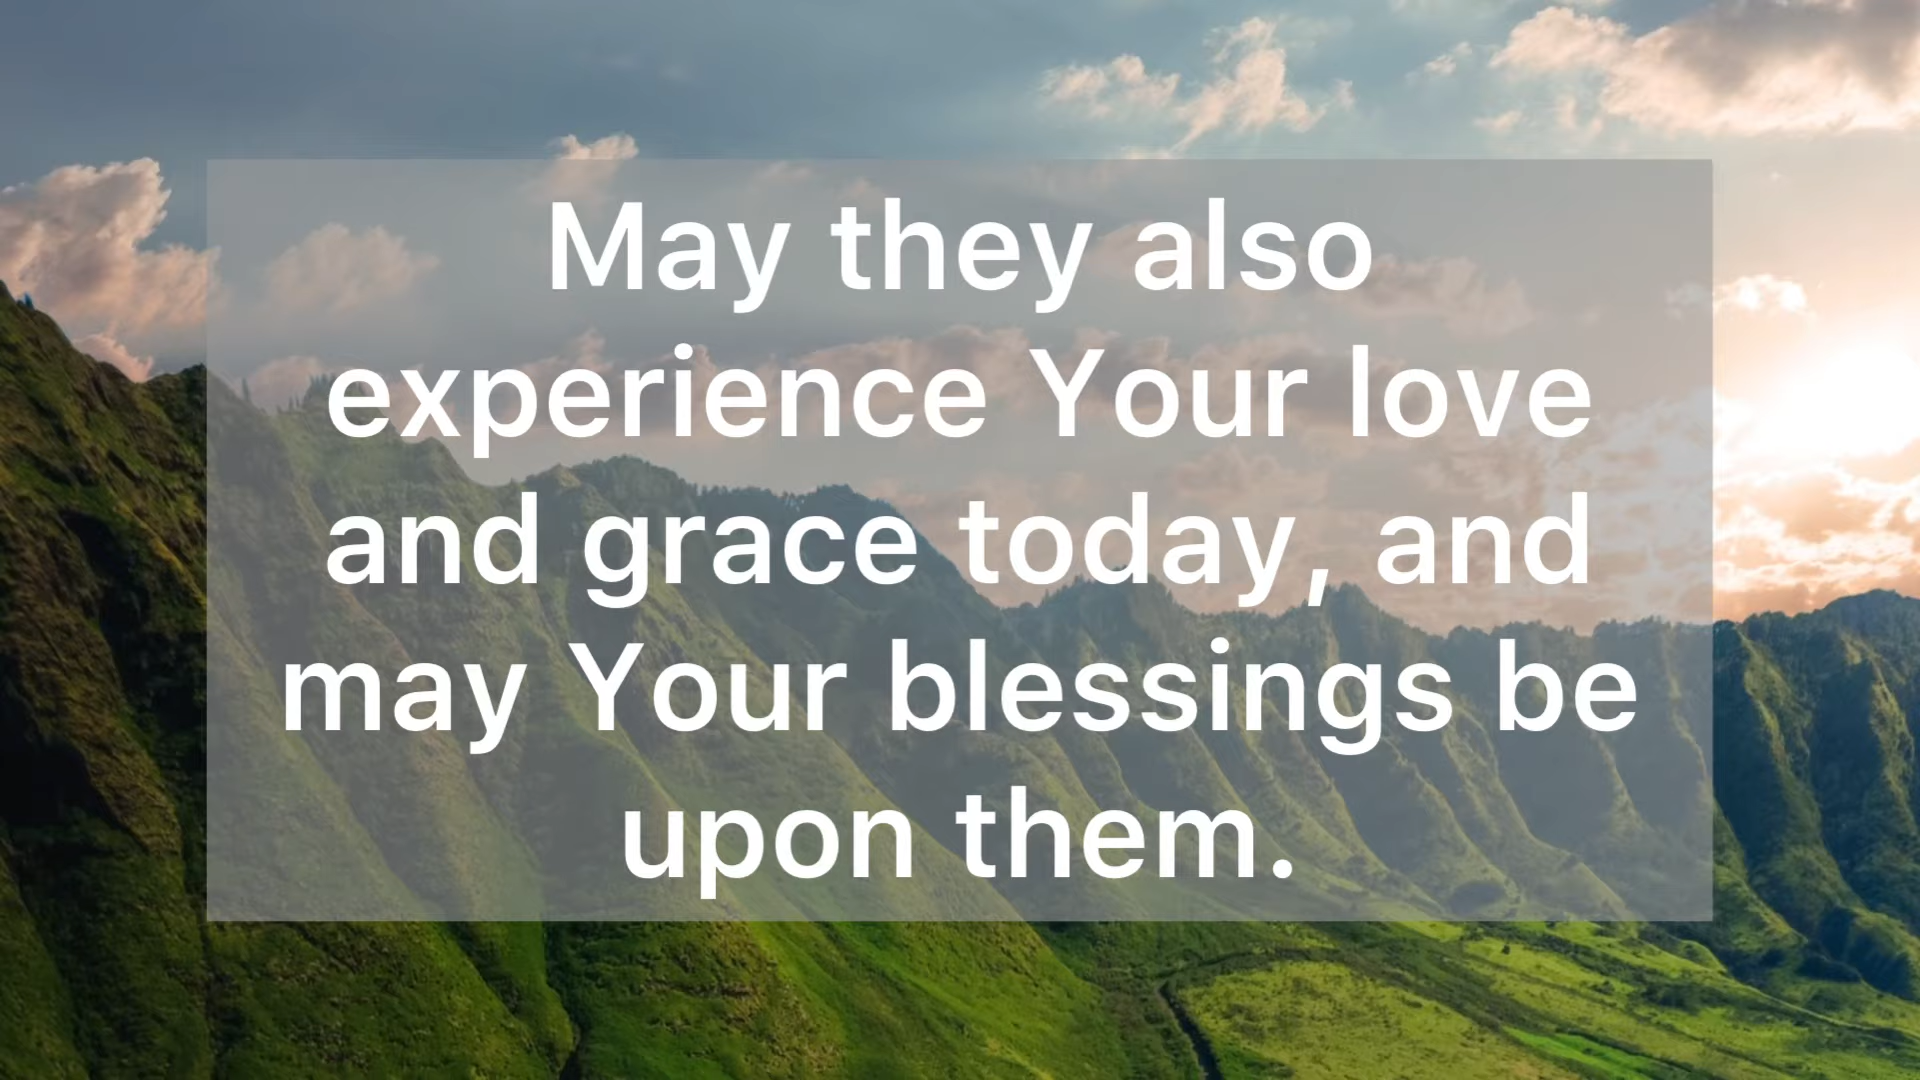 May they also
experience Your love
and grace today, and
may Your blessings be
upon them.